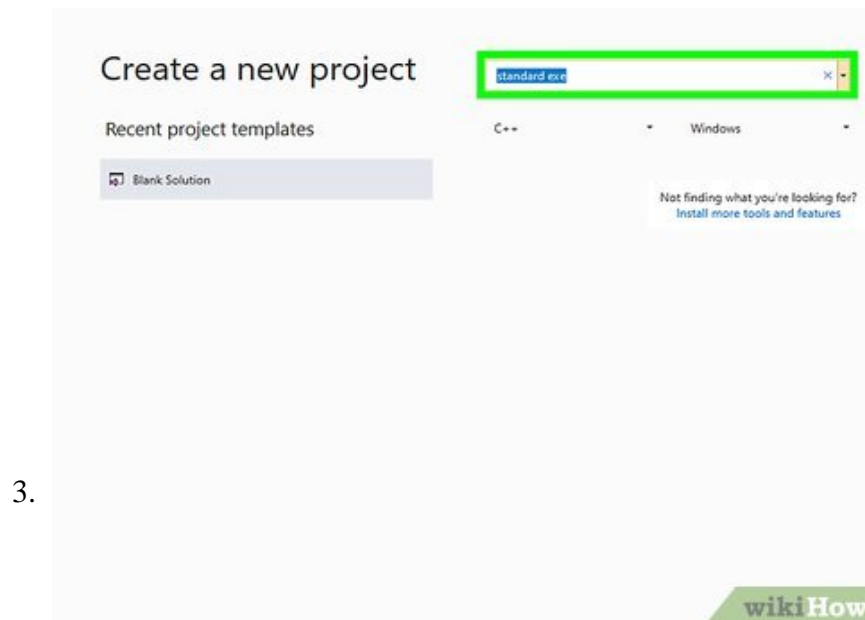 Create a new project
standard exe
Recent project templates
C++ Windows
Blank Solution
Not finding what you're looking for?
Install more tools and features
3.
wikiHow